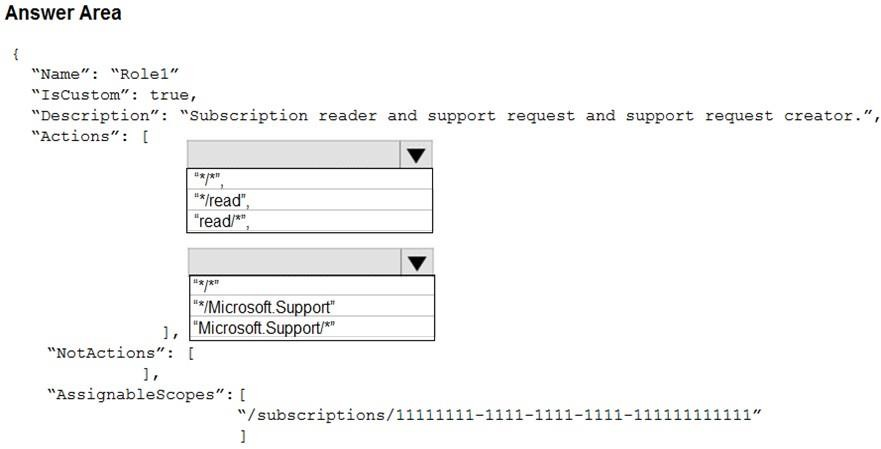 Answer Area
{
“Name”: “Role1”
“IsCustom”: true,
“Description”: “Subscription reader and support request and support request creator.”,
“Actions”: [
“*/*”,
“*/read”,
“read/*”,
“*/*”
“*/Microsoft.Support”
“Microsoft.Support/*”
],
“NotActions”: [
],
“AssignableScopes”: [
“/subscriptions/11111111-1111-1111-1111-111111111111”
]